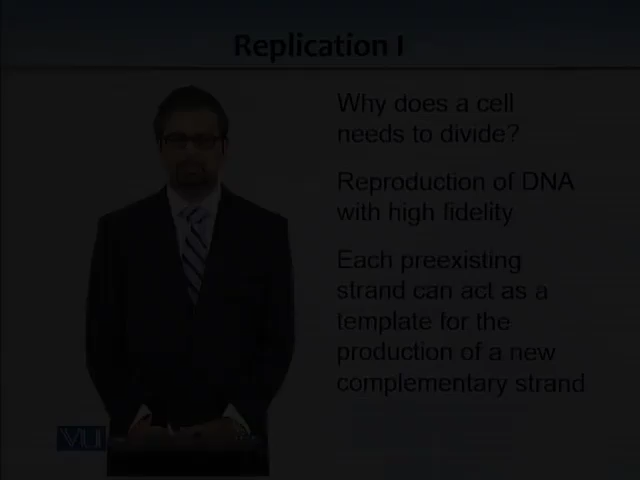 Replication I
Why does a cell
needs to divide?
Reproduction of DNA
with high fidelity
Each preexisting
strand can act as a
template for the
production of a new
complementary strand
VU